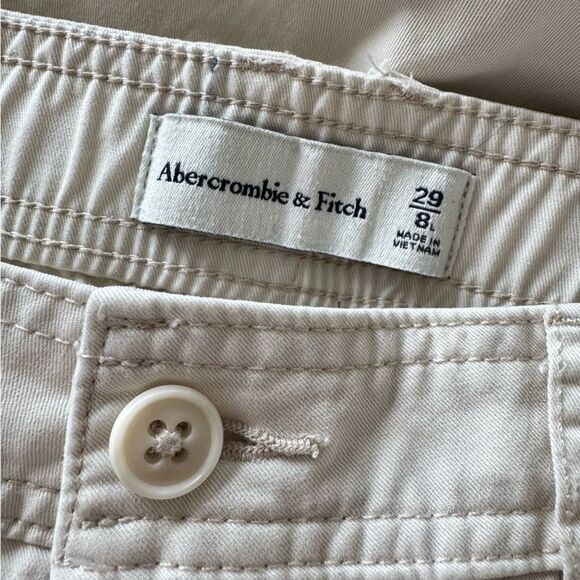 Abercrombie & Fitch
29
8L
MADE IN
VIETNAM